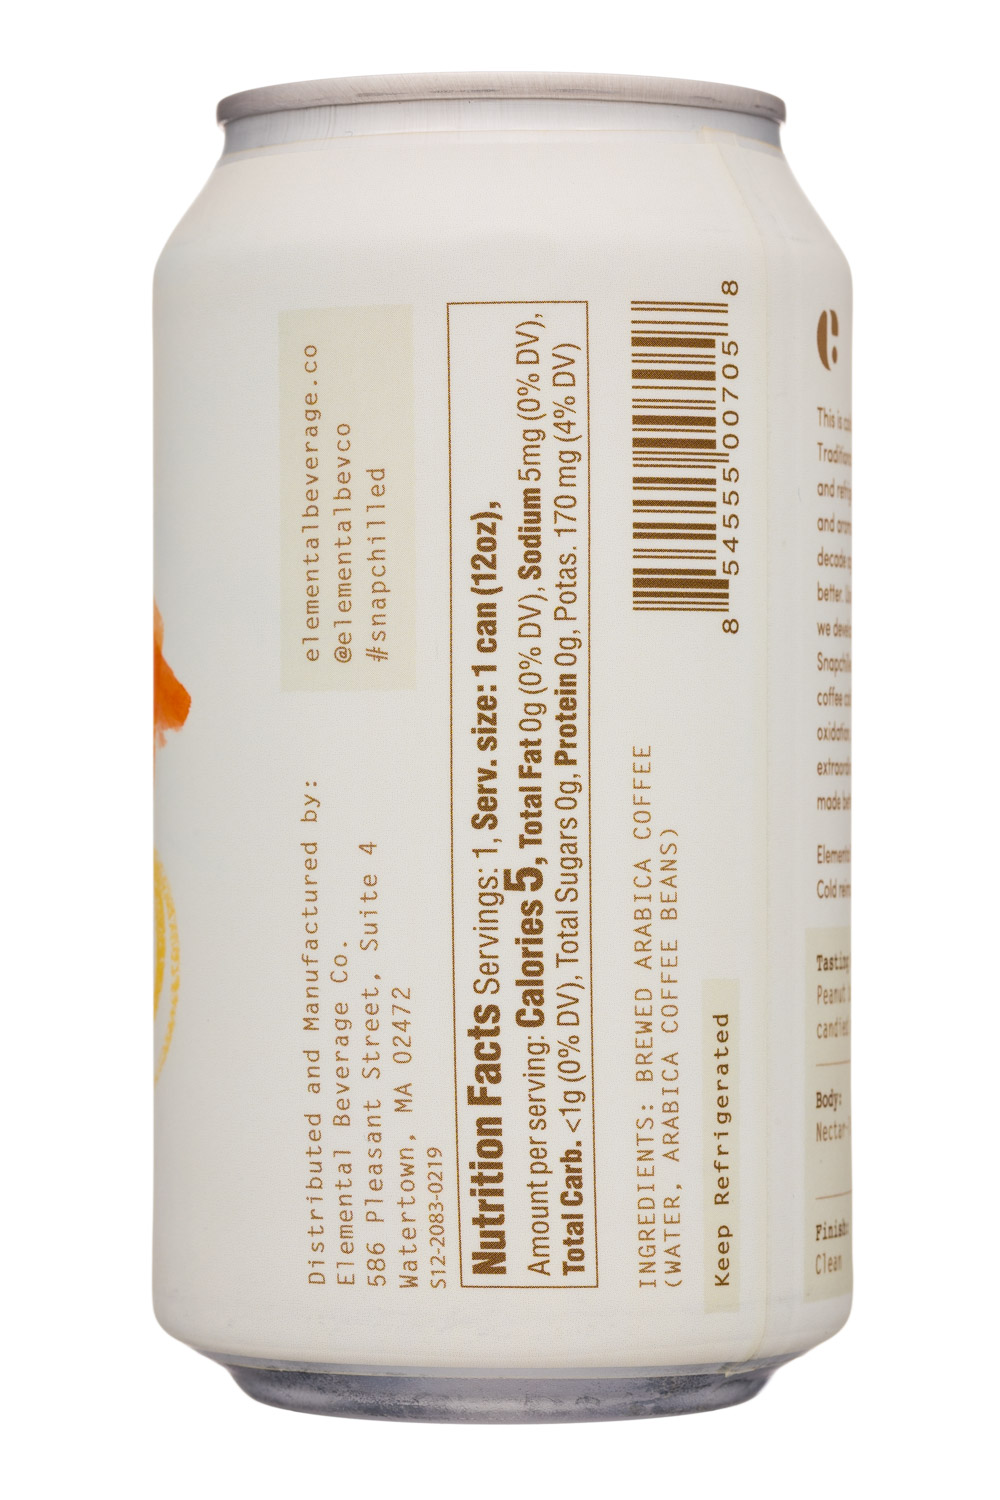 elementalbeverage.co
@elementalbevco
#snapchilled
Distributed and Manufactured by:
Elemental Beverage Co.
586 Pleasant Street, Suite 4
Watertown, MA 02472
S12-2083-0219
Nutrition Facts Servings: 1, Serv. size: 1 can (12oz),
Amount per serving: Calories 5, Total Fat 0g (0% DV), Sodium 5mg (0% DV),
Total Carb. <1g (0% DV), Total Sugars 0g, Protein 0g, Potas. 170 mg (4% DV)
INGREDIENTS: BREWED ARABICA COFFEE
(WATER, ARABICA COFFEE BEANS)
Keep Refrigerated
8 54555 00705 8
This is
and
and
decade
better.
we
coffee
made
Cold
Tasting
Peanut
candied
Body:
Finish:
Clean